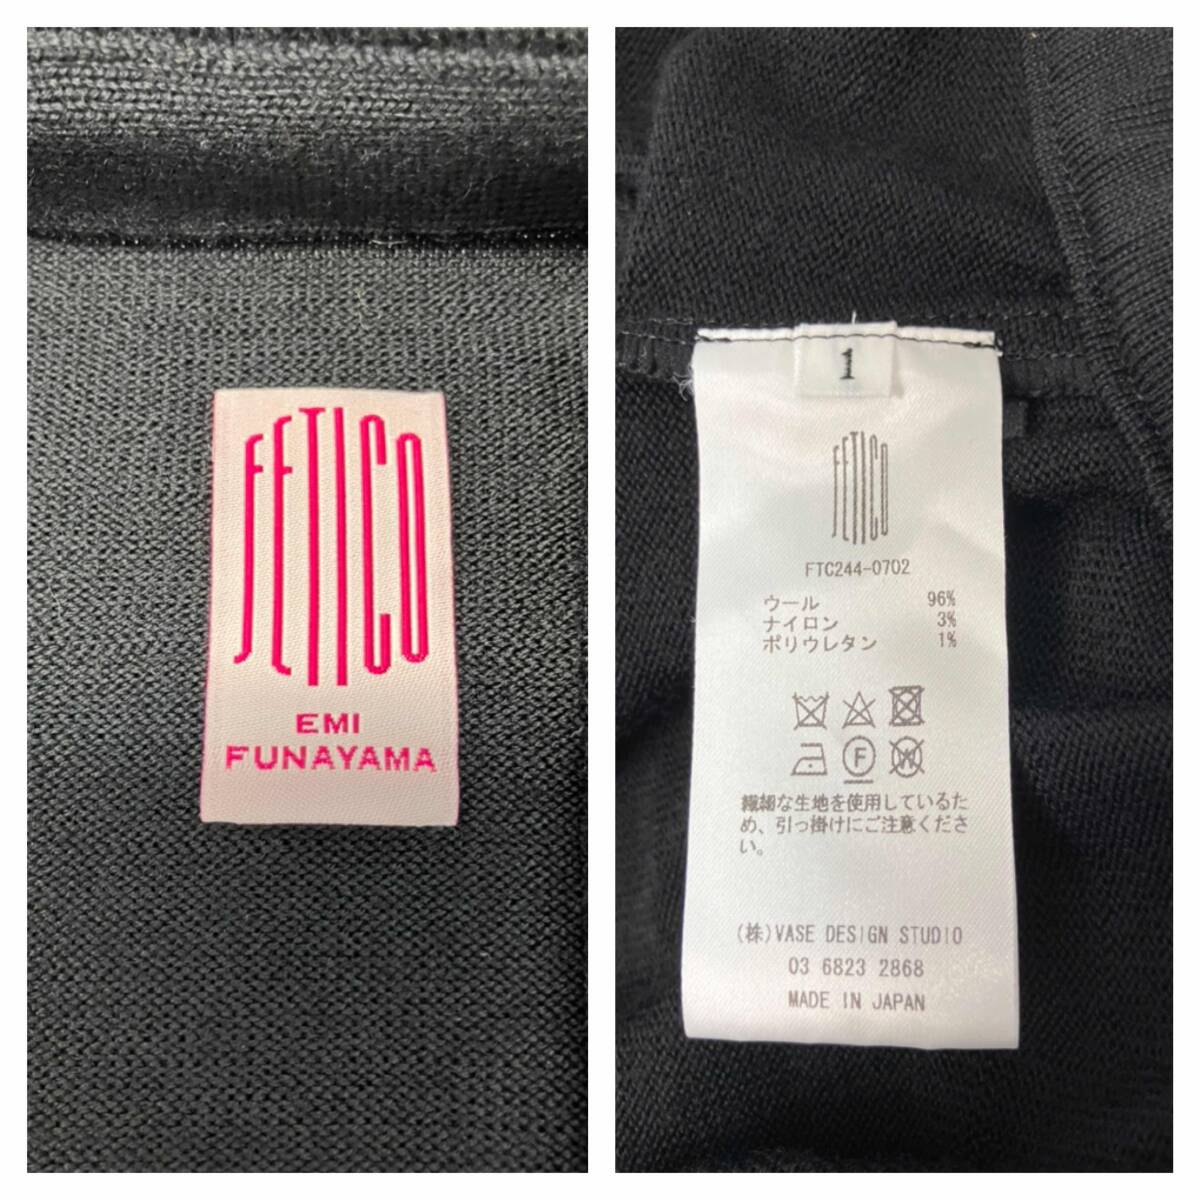 FETICO
EMI
FUNAYAMA
1
FETICO
FTC244-0702
ウール 96%
ナイロン 3%
ポリウレタン 1%
F
W
繊細な生地を使用しているた
め、引っ掛けにご注意くださ
い。
(株)VASE DESIGN STUDIO
03 6823 2868
MADE IN JAPAN